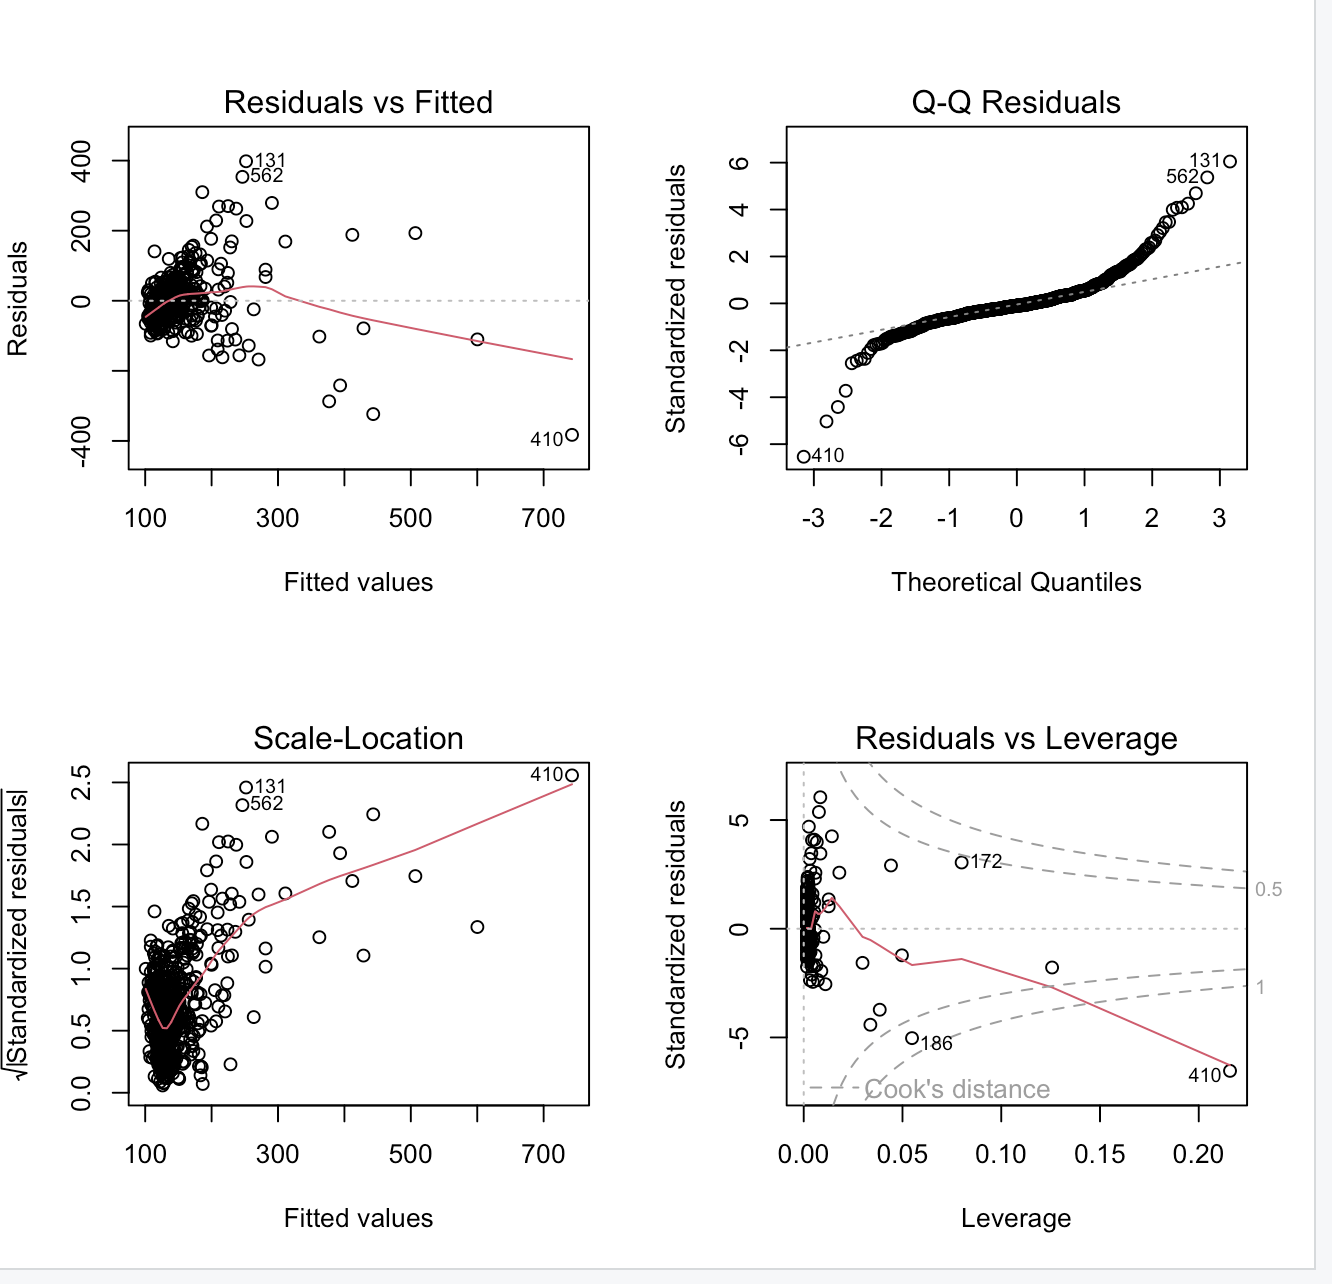 Residuals vs Fitted
Residuals
400
200
0
-400
131
562
410
100 300 500 700
Fitted values
Q-Q Residuals
Standardized residuals
6
4
2
0
-2
-4
-6
131
562
410
-3 -2 -1 0 1 2 3
Theoretical Quantiles
Scale-Location
√|Standardized residuals|
2.5
2.0
1.5
1.0
0.5
0.0
131
562
410
100 300 500 700
Fitted values
Residuals vs Leverage
Standardized residuals
5
0
-5
172
0.5
1
186
410
Cook's distance
0.00 0.05 0.10 0.15 0.20
Leverage